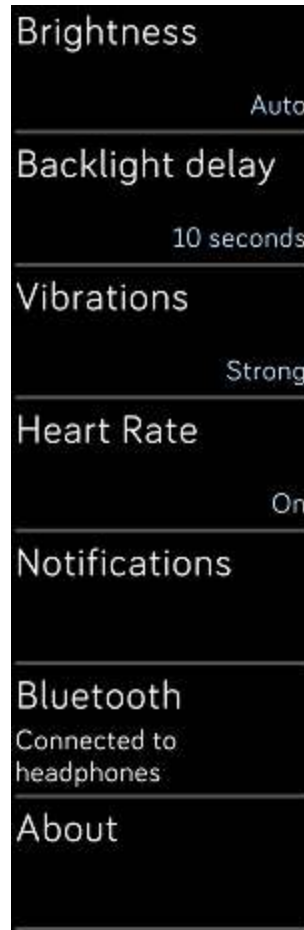 Brightness
Auto
Backlight delay
10 seconds
Vibrations
Strong
Heart Rate
On
Notifications
Bluetooth
Connected to
headphones
About